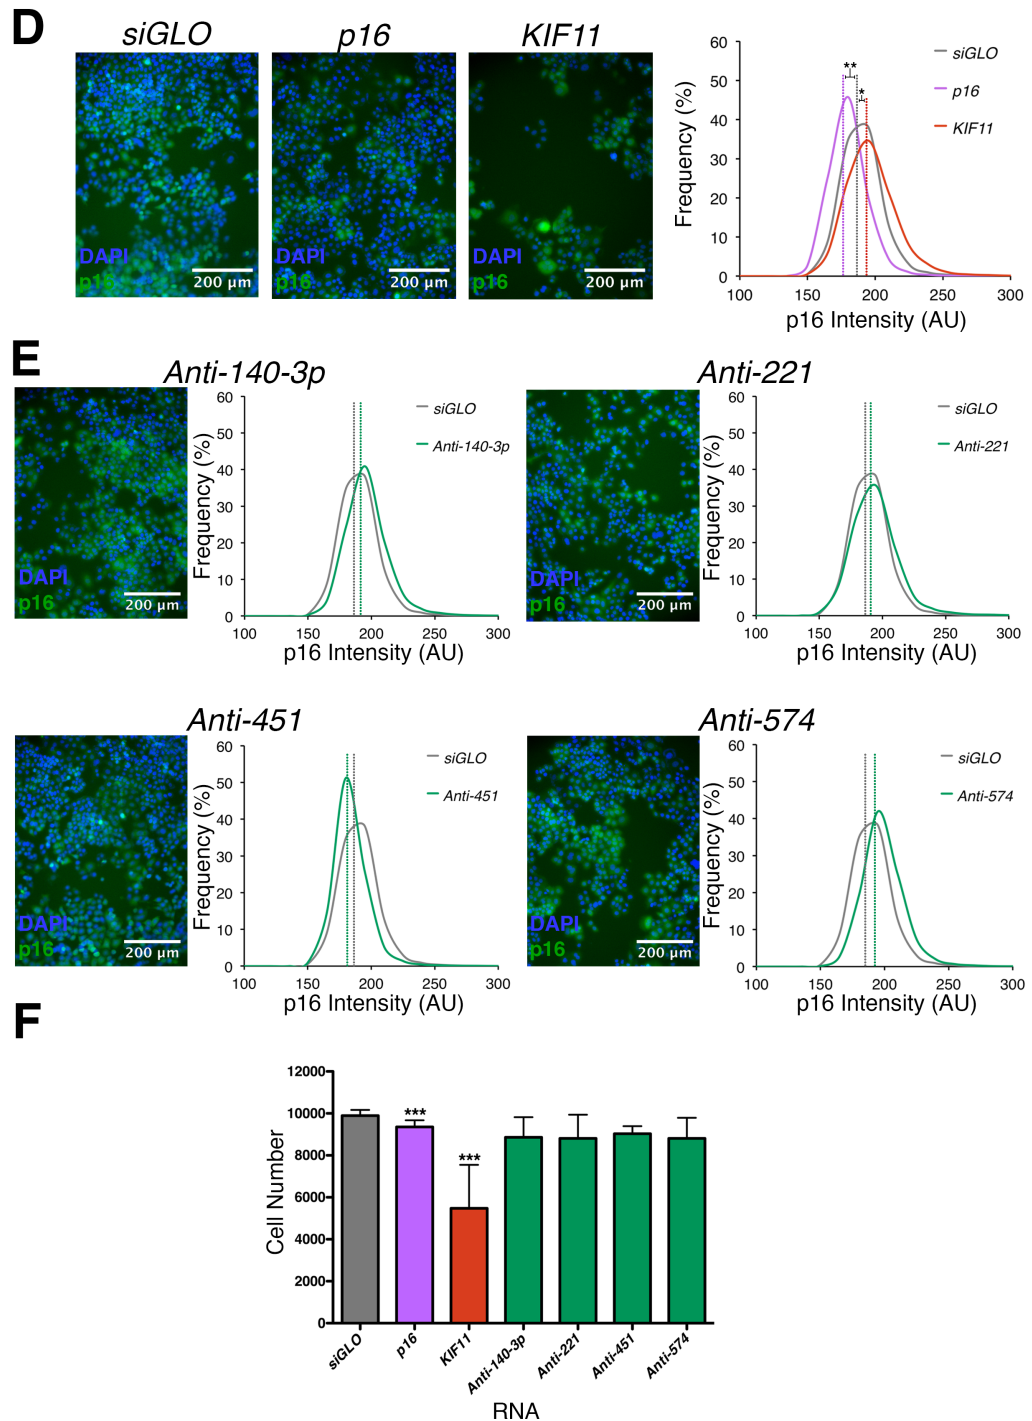 D
siGLO
p16
KIF11
DAPI
p16
200 µm
DAPI
p16
200 µm
DAPI
p16
200 µm
Frequency (%)
60
50
40
30
20
10
0
100 150 200 250 300
p16 Intensity (AU)
**
*
siGLO
p16
KIF11
E
Anti-140-3p
DAPI
p16
200 µm
Frequency (%)
60
50
40
30
20
10
0
100 150 200 250 300
p16 Intensity (AU)
siGLO
Anti-140-3p
Anti-221
DAPI
p16
200 µm
Frequency (%)
60
50
40
30
20
10
0
100 150 200 250 300
p16 Intensity (AU)
siGLO
Anti-221
Anti-451
DAPI
p16
200 µm
Frequency (%)
60
50
40
30
20
10
0
100 150 200 250 300
p16 Intensity (AU)
siGLO
Anti-451
Anti-574
DAPI
p16
200 µm
Frequency (%)
60
50
40
30
20
10
0
100 150 200 250 300
p16 Intensity (AU)
siGLO
Anti-574
F
Cell Number
12000
10000
8000
6000
4000
2000
0
***
***
siGLO
p16
KIF11
Anti-140-3p
Anti-221
Anti-451
Anti-574
RNA